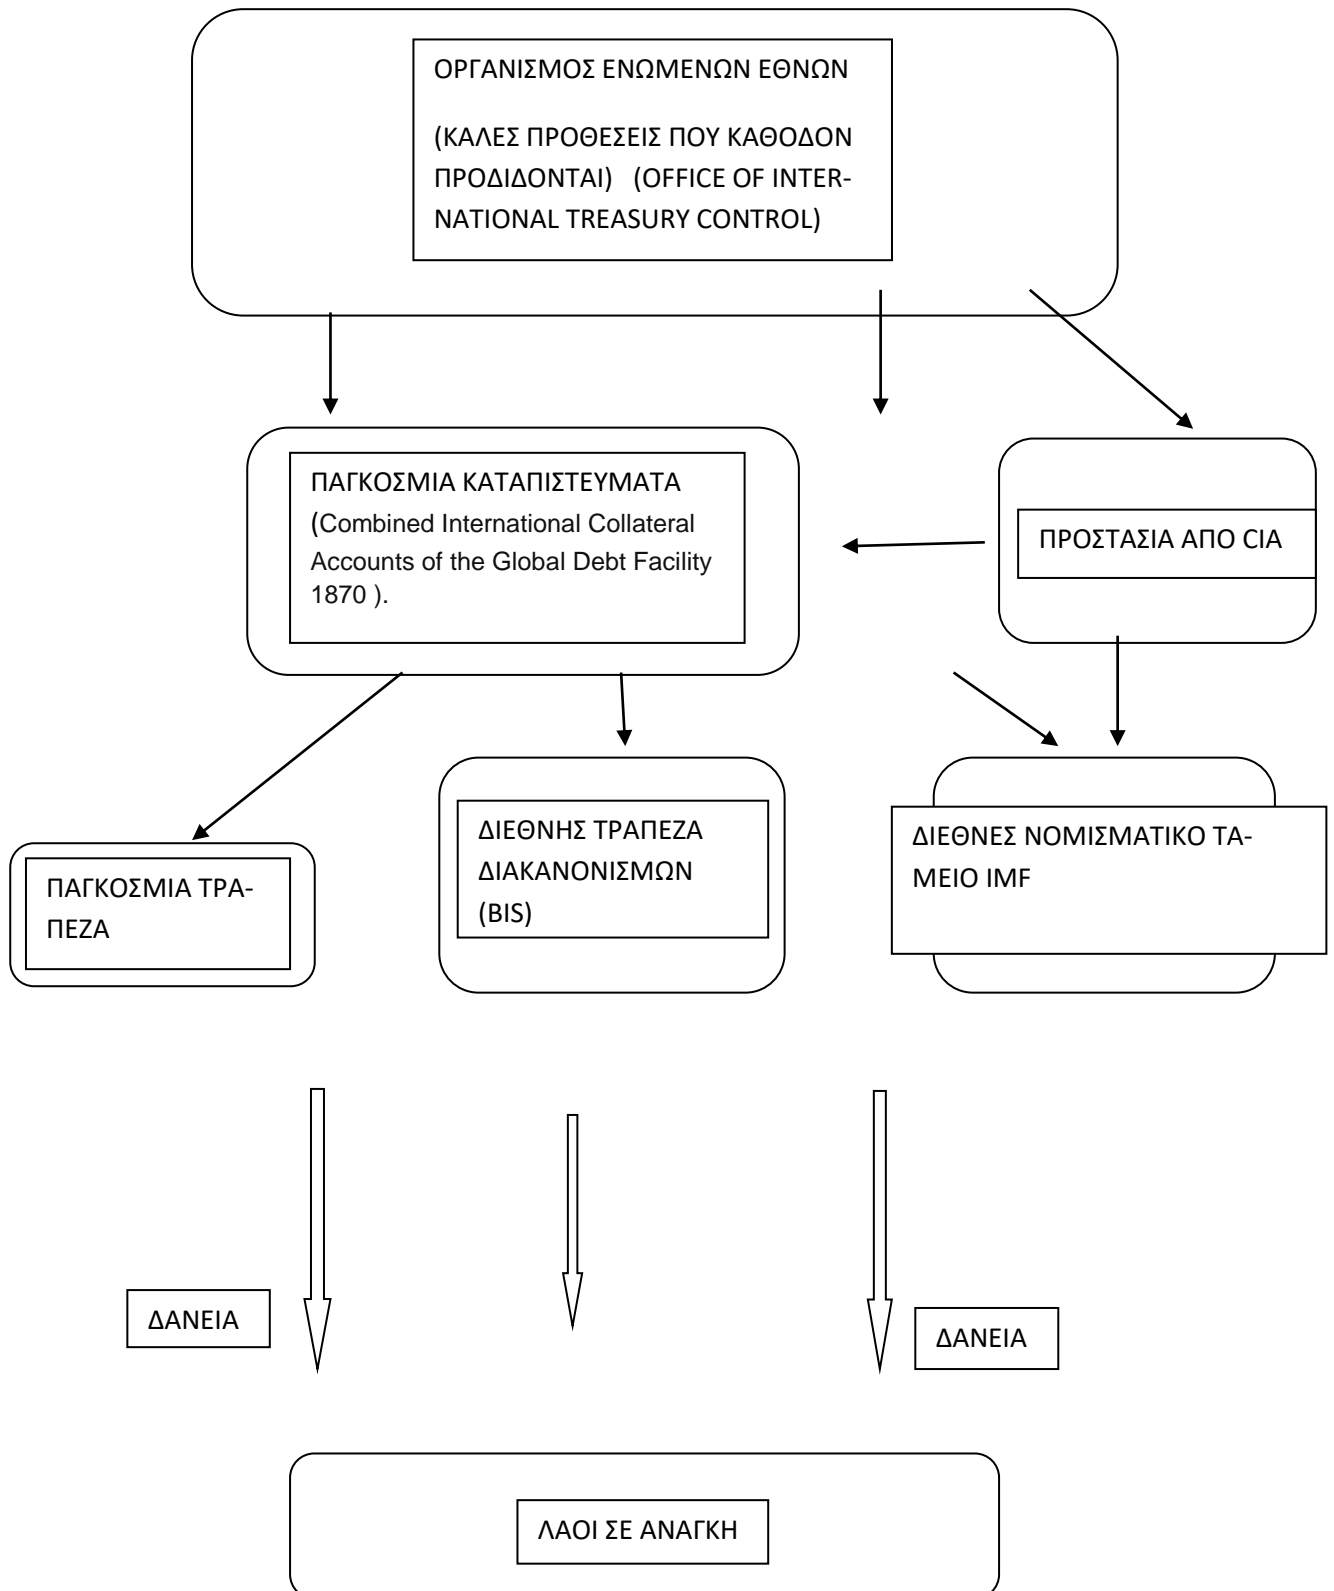 ΟΡΓΑΝΙΣΜΟΣ ΕΝΩΜΕΝΩΝ ΕΘΝΩΝ
(ΚΑΛΕΣ ΠΡΟΘΕΣΕΙΣ ΠΟΥ ΚΑΘΟΔΟΝ
ΠΡΟΔΙΔΟΝΤΑΙ) (OFFICE OF INTER-
NATIONAL TREASURY CONTROL)
ΠΑΓΚΟΣΜΙΑ ΚΑΤΑΠΙΣΤΕΥΜΑΤΑ
(Combined International Collateral
Accounts of the Global Debt Facility
1870 ).
ΠΡΟΣΤΑΣΙΑ ΑΠΟ CIA
ΠΑΓΚΟΣΜΙΑ ΤΡΑ-
ΠΕΖΑ
ΔΙΕΘΝΗΣ ΤΡΑΠΕΖΑ
ΔΙΑΚΑΝΟΝΙΣΜΩΝ
(BIS)
ΔΙΕΘΝΕΣ ΝΟΜΙΣΜΑΤΙΚΟ ΤΑ-
ΜΕΙΟ IMF
ΔΑΝΕΙΑ
ΔΑΝΕΙΑ
ΛΑΟΙ ΣΕ ΑΝΑΓΚΗ